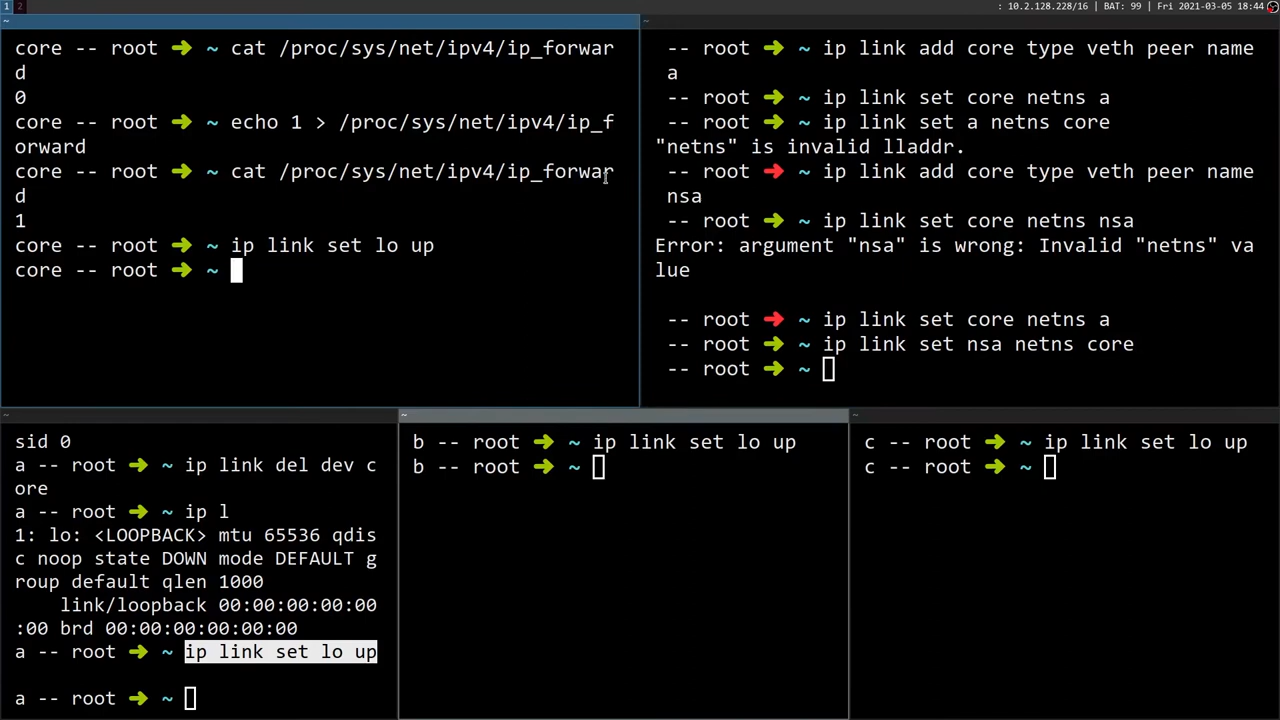 1 2 : 10.2.128.228/16 | BAT: 99 | Fri 2021-03-05 18:44
~
core -- root ➜ ~ cat /proc/sys/net/ipv4/ip_forwar
d
0
core -- root ➜ ~ echo 1 > /proc/sys/net/ipv4/ip_f
orward
core -- root ➜ ~ cat /proc/sys/net/ipv4/ip_forwar
d
1
core -- root ➜ ~ ip link set lo up
core -- root ➜ ~
~
-- root ➜ ~ ip link add core type veth peer name
a
-- root ➜ ~ ip link set core netns a
-- root ➜ ~ ip link set a netns core
"netns" is invalid lladdr.
-- root ➜ ~ ip link add core type veth peer name
nsa
-- root ➜ ~ ip link set core netns nsa
Error: argument "nsa" is wrong: Invalid "netns" va
lue
-- root ➜ ~ ip link set core netns a
-- root ➜ ~ ip link set nsa netns core
-- root ➜ ~
~
sid 0
a -- root ➜ ~ ip link del dev c
ore
a -- root ➜ ~ ip l
1: lo: <LOOPBACK> mtu 65536 qdis
c noop state DOWN mode DEFAULT g
roup default qlen 1000
link/loopback 00:00:00:00:00
:00 brd 00:00:00:00:00:00
a -- root ➜ ~ ip link set lo up
a -- root ➜ ~
~
b -- root ➜ ~ ip link set lo up
b -- root ➜ ~
~
c -- root ➜ ~ ip link set lo up
c -- root ➜ ~